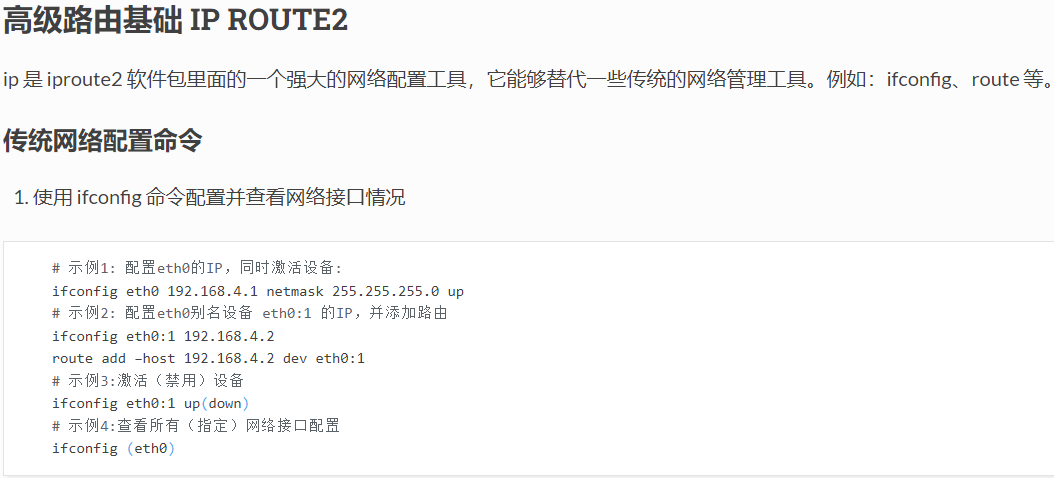 高级路由基础 IP ROUTE2
ip 是 iproute2 软件包里面的一个强大的网络配置工具，它能够替代一些传统的网络管理工具。例如：ifconfig、route 等。
传统网络配置命令
1. 使用 ifconfig 命令配置并查看网络接口情况
# 示例1: 配置eth0的IP，同时激活设备:
ifconfig eth0 192.168.4.1 netmask 255.255.255.0 up
# 示例2: 配置eth0别名设备 eth0:1 的IP，并添加路由
ifconfig eth0:1 192.168.4.2
route add –host 192.168.4.2 dev eth0:1
# 示例3:激活（禁用）设备
ifconfig eth0:1 up(down)
# 示例4:查看所有（指定）网络接口配置
ifconfig (eth0)